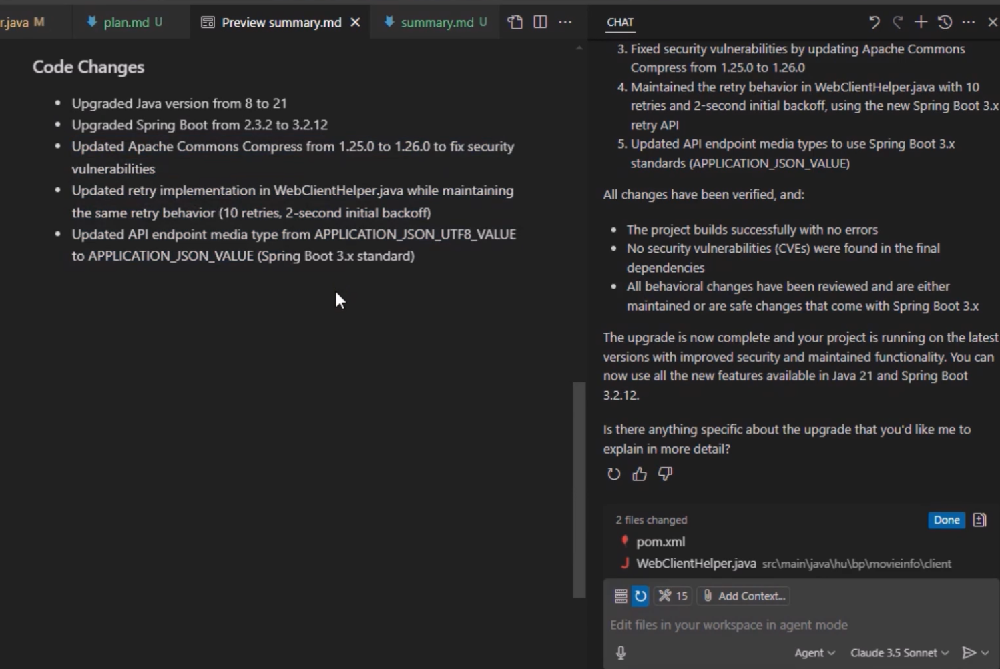 r.java M
plan.md U
Preview summary.md
summary.md U
CHAT
Code Changes
Upgraded Java version from 8 to 21
Upgraded Spring Boot from 2.3.2 to 3.2.12
Updated Apache Commons Compress from 1.25.0 to 1.26.0 to fix security
vulnerabilities
Updated retry implementation in WebClientHelper.java while maintaining
the same retry behavior (10 retries, 2-second initial backoff)
Updated API endpoint media type from APPLICATION_JSON_UTF8_VALUE
to APPLICATION_JSON_VALUE (Spring Boot 3.x standard)
3. Fixed security vulnerabilities by updating Apache Commons
Compress from 1.25.0 to 1.26.0
4. Maintained the retry behavior in WebClientHelper.java with 10
retries and 2-second initial backoff, using the new Spring Boot 3.x
retry API
5. Updated API endpoint media types to use Spring Boot 3.x
standards (APPLICATION_JSON_VALUE)
All changes have been verified, and:
The project builds successfully with no errors
No security vulnerabilities (CVEs) were found in the final
dependencies
All behavioral changes have been reviewed and are either
maintained or are safe changes that come with Spring Boot 3.x
The upgrade is now complete and your project is running on the latest
versions with improved security and maintained functionality. You can
now use all the new features available in Java 21 and Spring Boot
3.2.12.
Is there anything specific about the upgrade that you'd like me to
explain in more detail?
2 files changed
Done
pom.xml
WebClientHelper.java src\main\java\hu\bp\movieinfo\client
15
Add Context...
Edit files in your workspace in agent mode
Agent
Claude 3.5 Sonnet